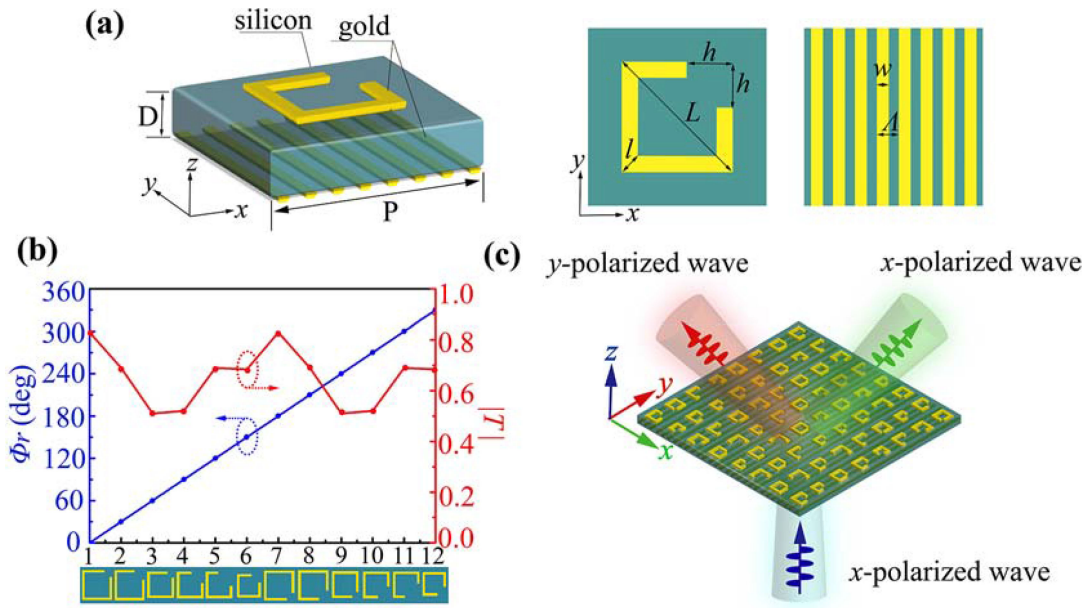 (a)
silicon
gold
D
P
z
y
x
h
h
L
l
y
x
w
Λ
(b)
360
300
240
180
120
60
0
Φr (deg)
1.0
0.8
0.6
0.4
0.2
0.0
|T|
1 2 3 4 5 6 7 8 9 10 11 12
(c)
y-polarized wave
x-polarized wave
z
y
x
x-polarized wave